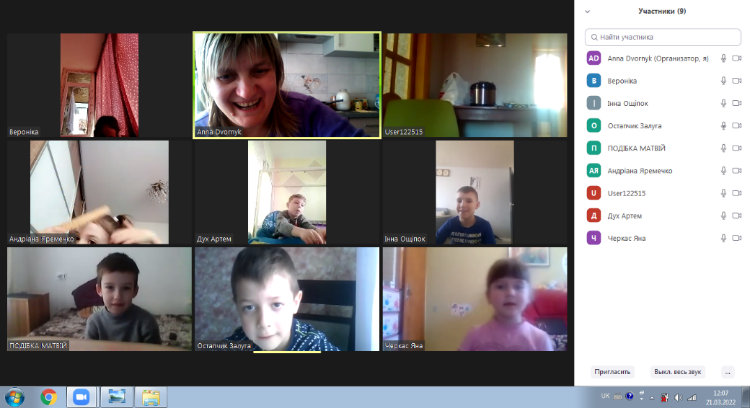 Участники (9)
Найти участника
AD Anna Dvornyk (Организатор, я)
В Вероніка
І Інна Ощіпок
О Остапчик Залуга
П ПОДІБКА МАТВІЙ
АЯ Андріана Яремечко
U User122515
Д Дух Артем
Ч Черкас Яна
Вероніка
Anna Dvornyk
User122515
Андріана Яремечко
Дух Артем
Інна Ощіпок
ПОДІБКА МАТВІЙ
Остапчик Залуга
Черкас Яна
Пригласить
Выкл. весь звук
...
UK
12:07
21.03.2022